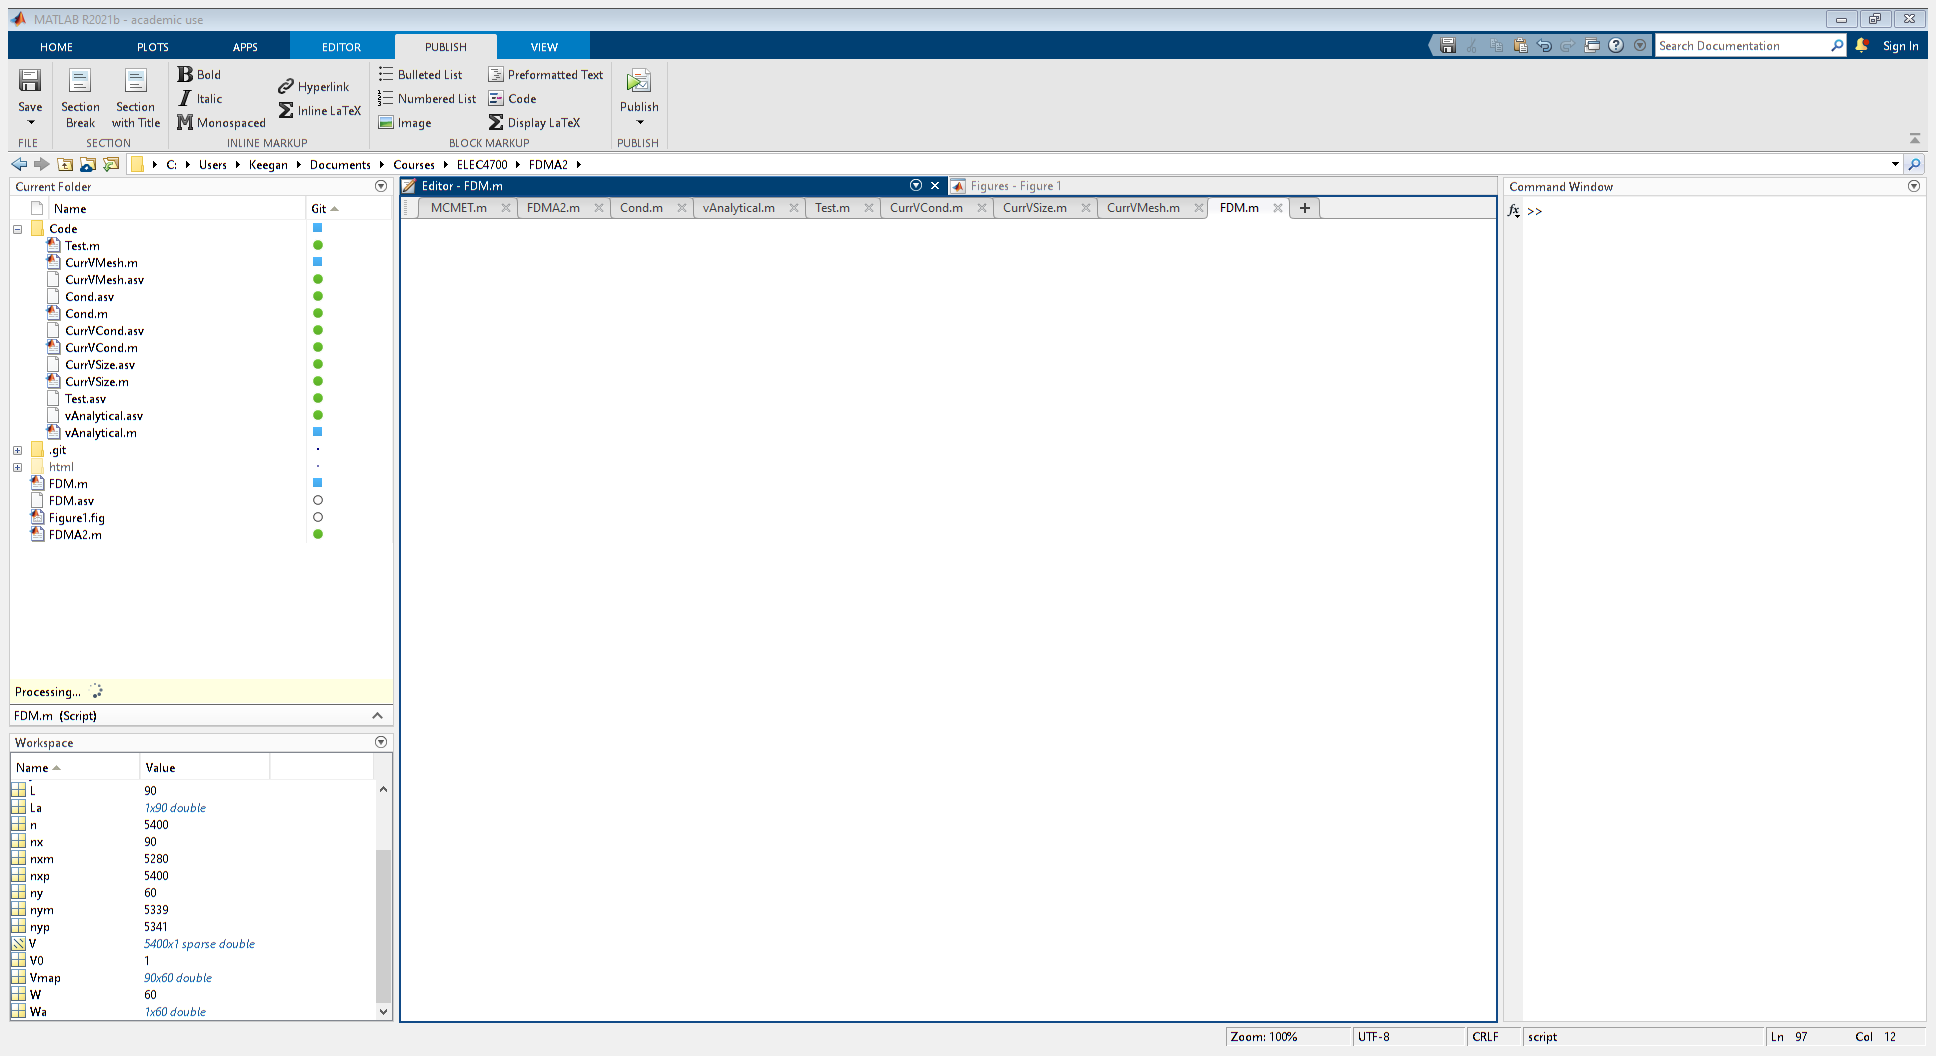 MATLAB R2021b - academic use
HOME PLOTS APPS EDITOR PUBLISH VIEW
Search Documentation
Sign In
Save
Section Break
Section with Title
Bold
Italic
Monospaced
Hyperlink
Inline LaTeX
Bulleted List
Numbered List
Image
Preformatted Text
Code
Display LaTeX
Publish
FILE SECTION INLINE MARKUP BLOCK MARKUP PUBLISH
C: Users Keegan Documents Courses ELEC4700 FDMA2
Current Folder
Name Git
Code
Test.m
CurrVMesh.m
CurrVMesh.asv
Cond.asv
Cond.m
CurrVCond.asv
CurrVCond.m
CurrVSize.asv
CurrVSize.m
Test.asv
vAnalytical.asv
vAnalytical.m
.git
html
FDM.m
FDM.asv
Figure1.fig
FDMA2.m
Processing...
FDM.m (Script)
Workspace
Name Value
L 90
La 1x90 double
n 5400
nx 90
nxm 5280
nxp 5400
ny 60
nym 5339
nyp 5341
V 5400x1 sparse double
V0 1
Vmap 90x60 double
W 60
Wa 1x60 double
Editor - FDM.m
Figures - Figure 1
MCMET.m FDMA2.m Cond.m vAnalytical.m Test.m CurrVCond.m CurrVSize.m CurrVMesh.m FDM.m +
Command Window
fx >>
Zoom: 100% UTF-8 CRLF script Ln 97 Col 12